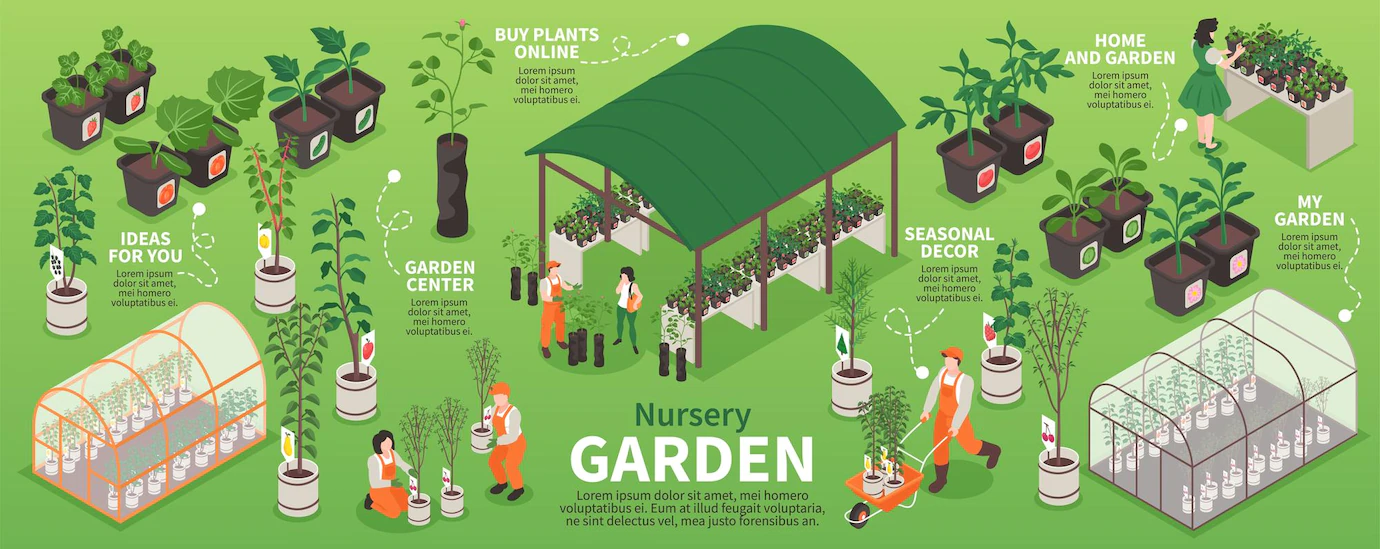 BUY PLANTS
ONLINE
Lorem ipsum
dolor sit amet,
mei homero
voluptatibus ei.
HOME
AND GARDEN
Lorem ipsum
dolor sit amet,
mei homero
voluptatibus ei.
IDEAS
FOR YOU
Lorem ipsum
dolor sit amet,
mei homero
voluptatibus ei.
GARDEN
CENTER
Lorem ipsum
dolor sit amet,
mei homero
voluptatibus ei.
SEASONAL
DECOR
Lorem ipsum
dolor sit amet,
mei homero
voluptatibus ei.
MY
GARDEN
Lorem ipsum
dolor sit amet,
mei homero
voluptatibus ei.
Nursery
GARDEN
Lorem ipsum dolor sit amet, mei homero
voluptatibus ei. Eum at illud feugait voluptaria,
ne sint delectus vel, mea justo forensibus an.